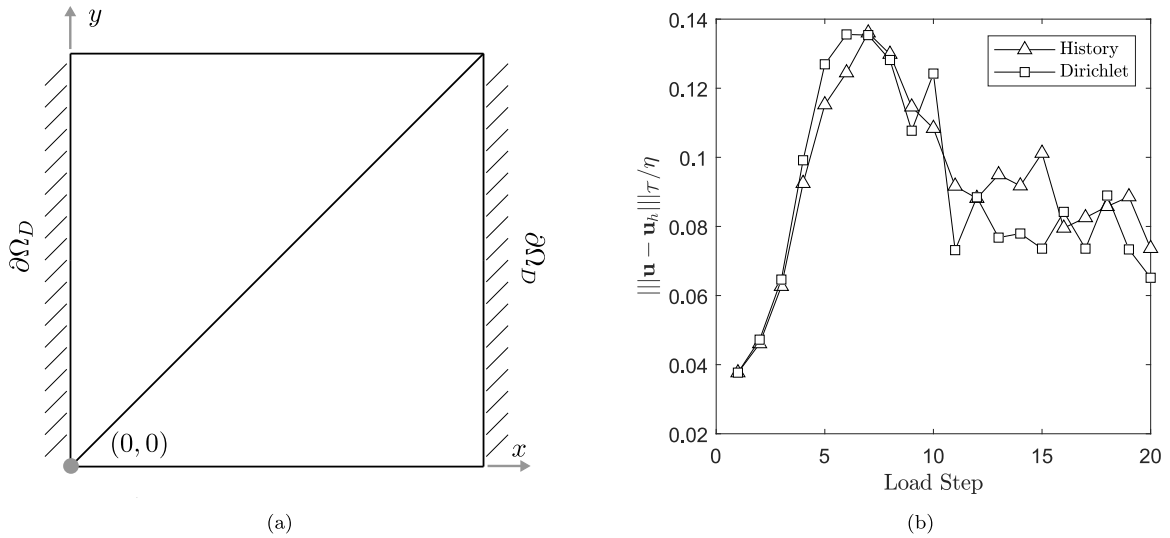 y
∂Ω_D
∂Ω_D
(0, 0)
x
(a)
0.14
0.12
0.1
0.08
0.06
0.04
0.02
0
5
10
15
20
|||𝐮 − 𝐮_h|||_𝒯/η
Load Step
History
Dirichlet
(b)